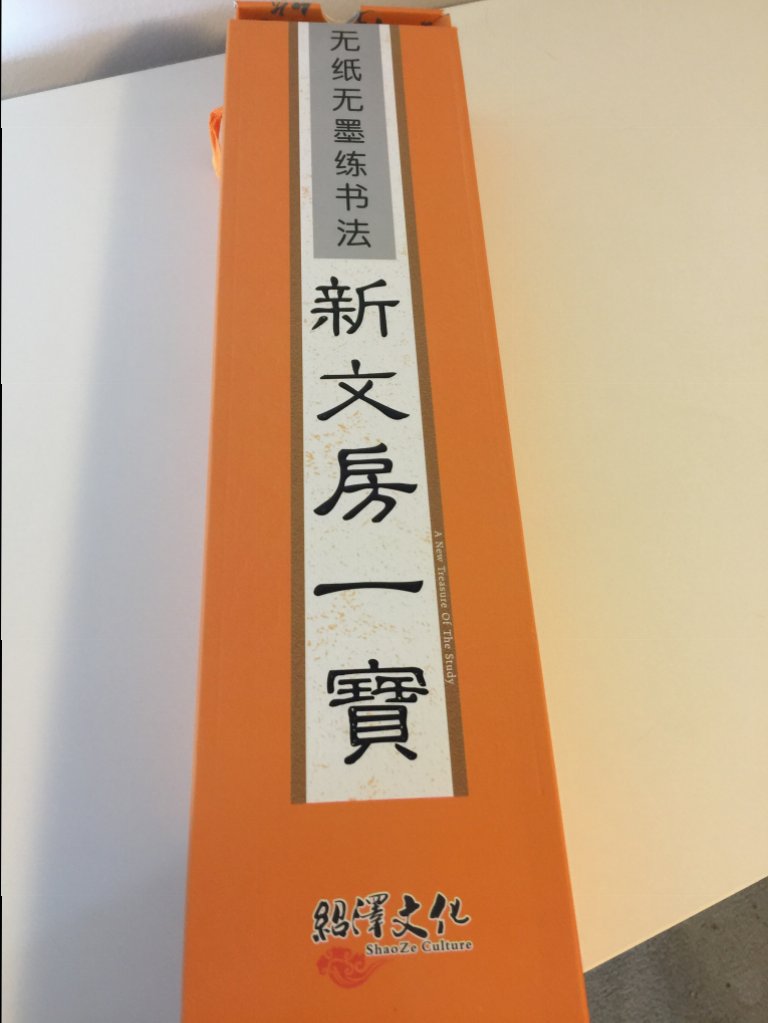 无纸无墨练书法
新文房一寳
A New Treasure Of The Study
紹澤文化
ShaoZe Culture